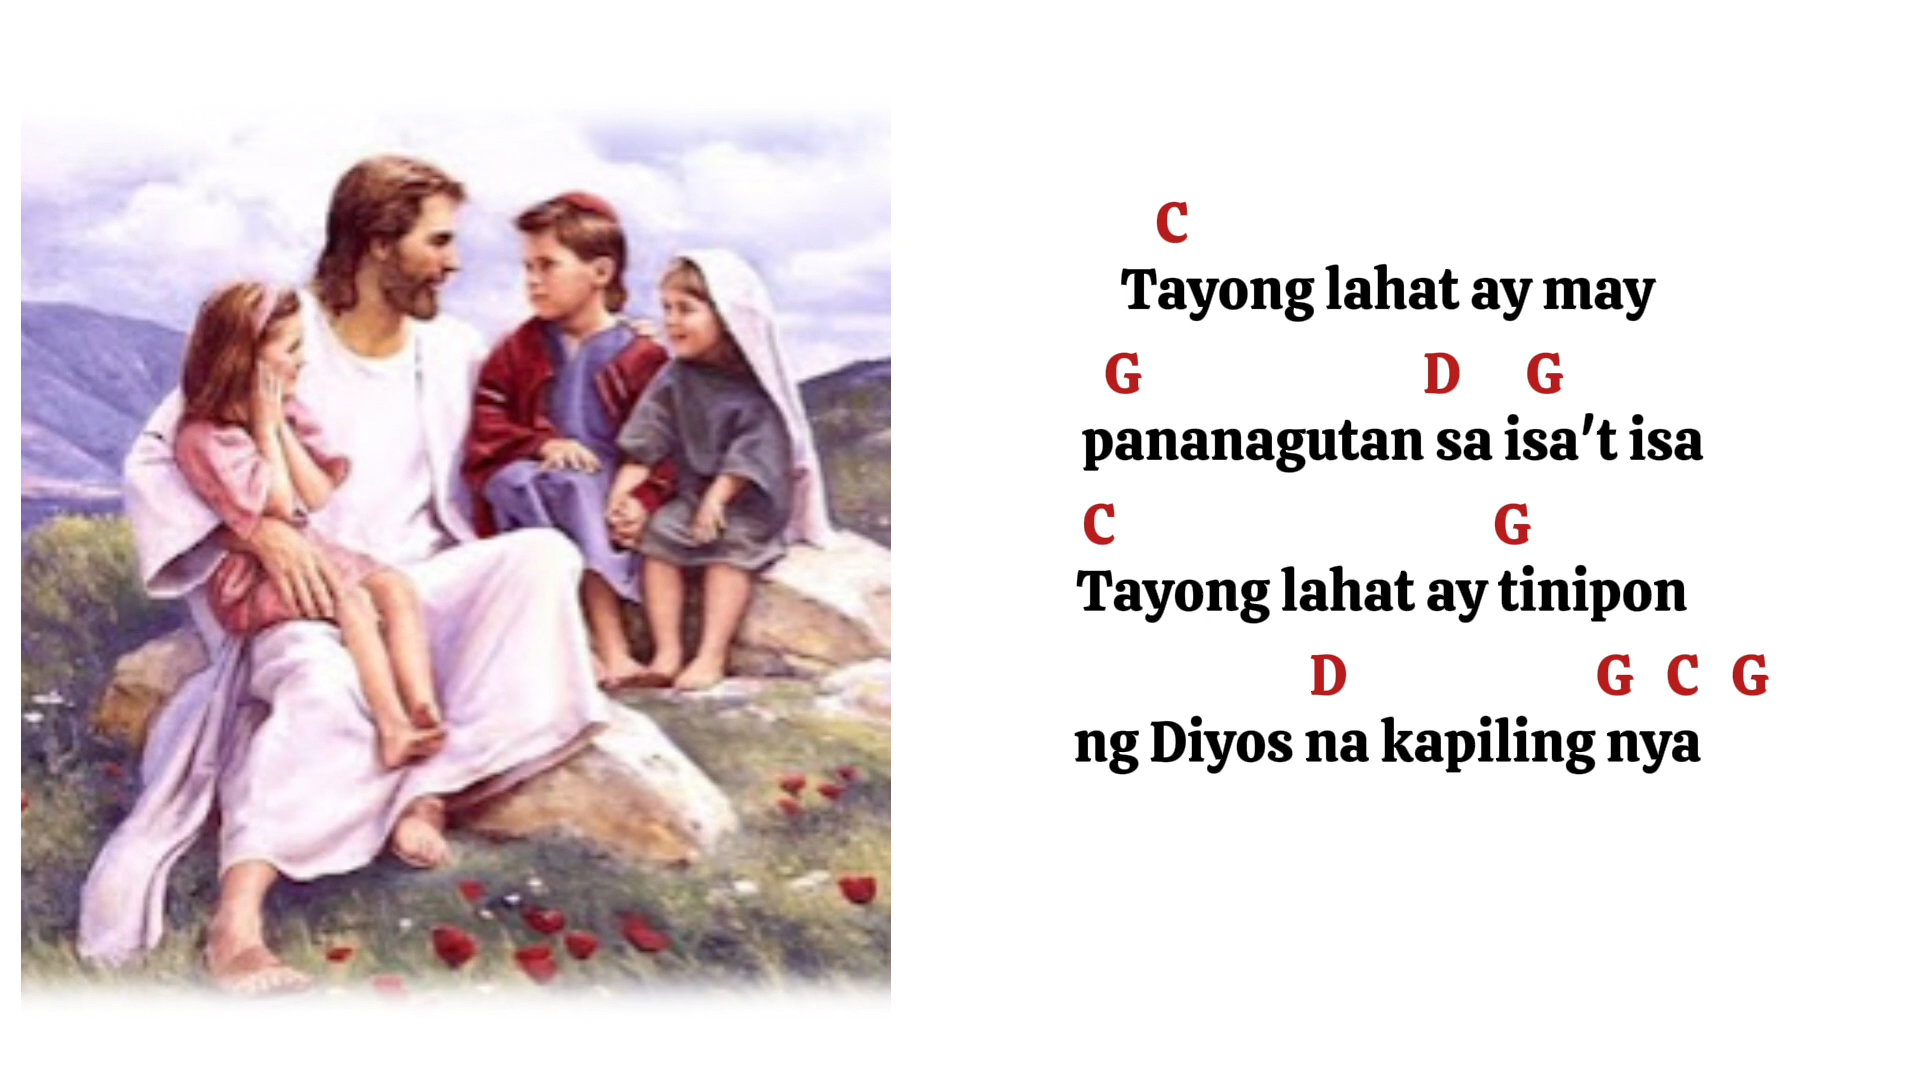 C
Tayong lahat ay may
G D G
pananagutan sa isa't isa
C G
Tayong lahat ay tinipon
D G C G
ng Diyos na kapiling nya